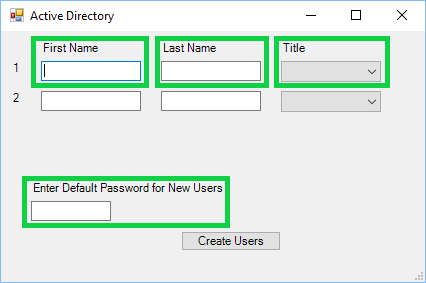 Active Directory
First Name Last Name Title
1
2
Enter Default Password for New Users
Create Users